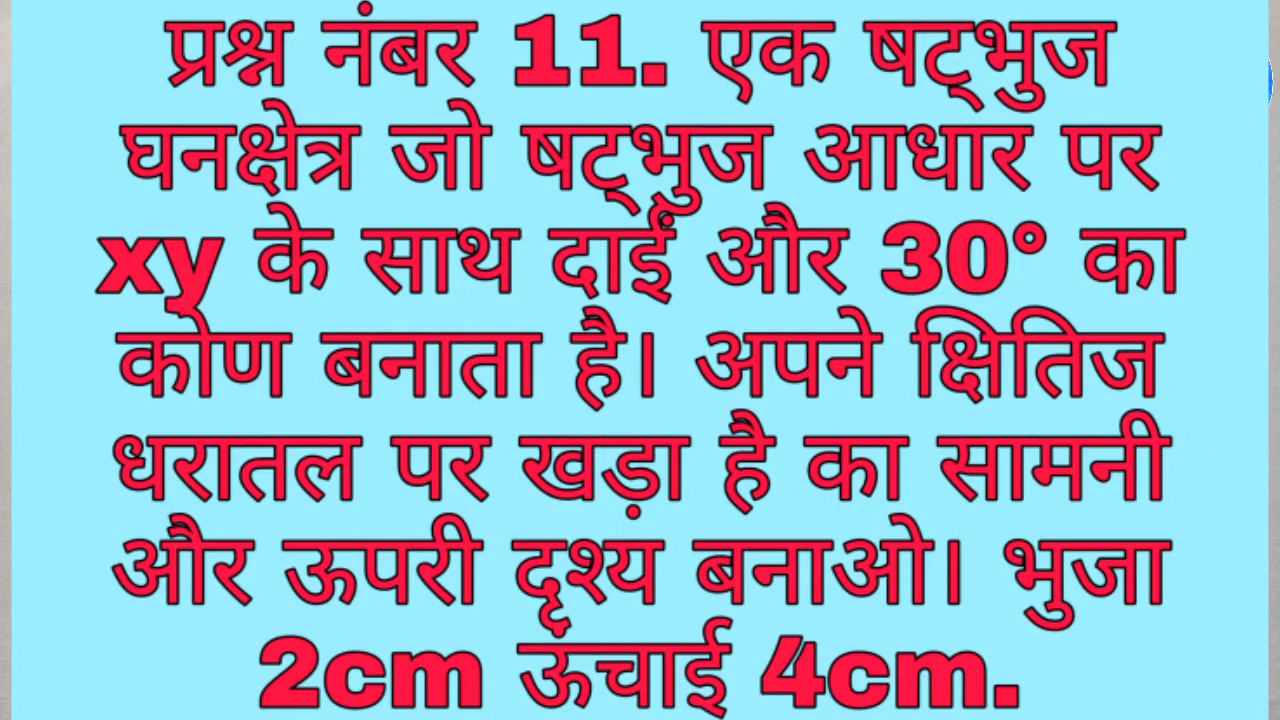 प्रश्न नंबर 11. एक षट्भुज
घनक्षेत्र जो षट्भुज आधार पर
xy के साथ दाईं और 30° का
कोण बनाता है। अपने क्षितिज
धरातल पर खड़ा है का सामनी
और ऊपरी दृश्य बनाओ। भुजा
2cm ऊंचाई 4cm.